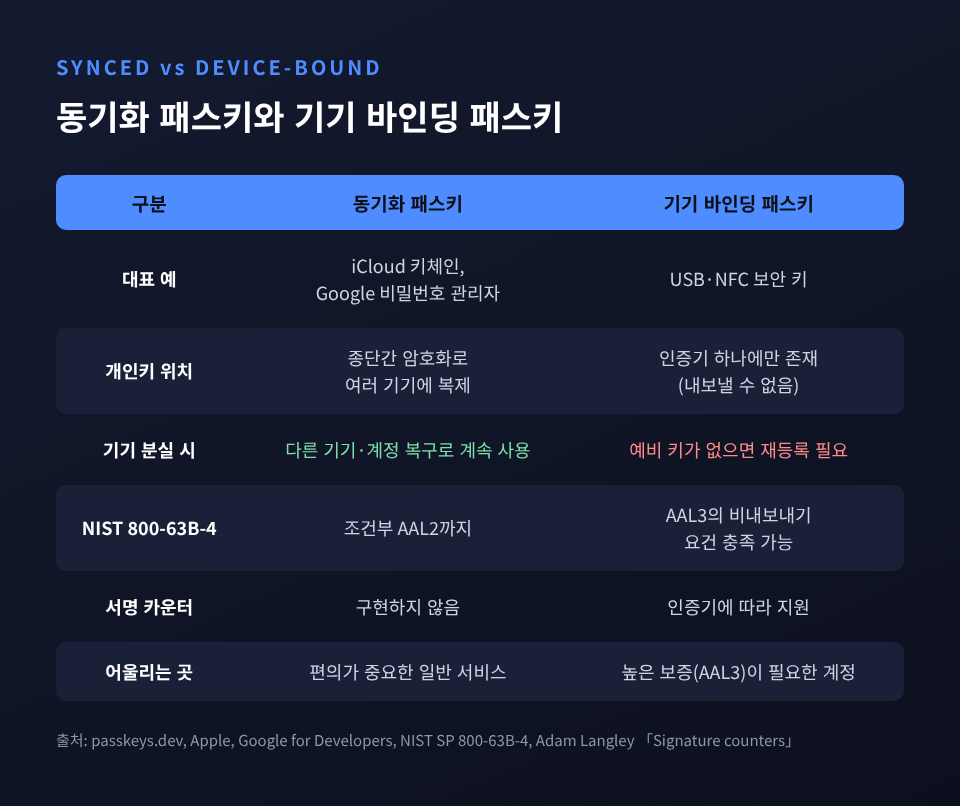 SYNCED vs DEVICE-BOUND
동기화 패스키와 기기 바인딩 패스키
구분 동기화 패스키 기기 바인딩 패스키
대표 예
iCloud 키체인,
Google 비밀번호 관리자
USB·NFC 보안 키
개인키 위치
종단간 암호화로
여러 기기에 복제
인증기 하나에만 존재
(내보낼 수 없음)
기기 분실 시 다른 기기·계정 복구로 계속 사용 예비 키가 없으면 재등록 필요
NIST 800-63B-4
조건부 AAL2까지
AAL3의 비내보내기
요건 충족 가능
서명 카운터 구현하지 않음 인증기에 따라 지원
어울리는 곳 편의가 중요한 일반 서비스 높은 보증(AAL3)이 필요한 계정
출처: passkeys.dev, Apple, Google for Developers, NIST SP 800-63B-4, Adam Langley 「Signature counters」